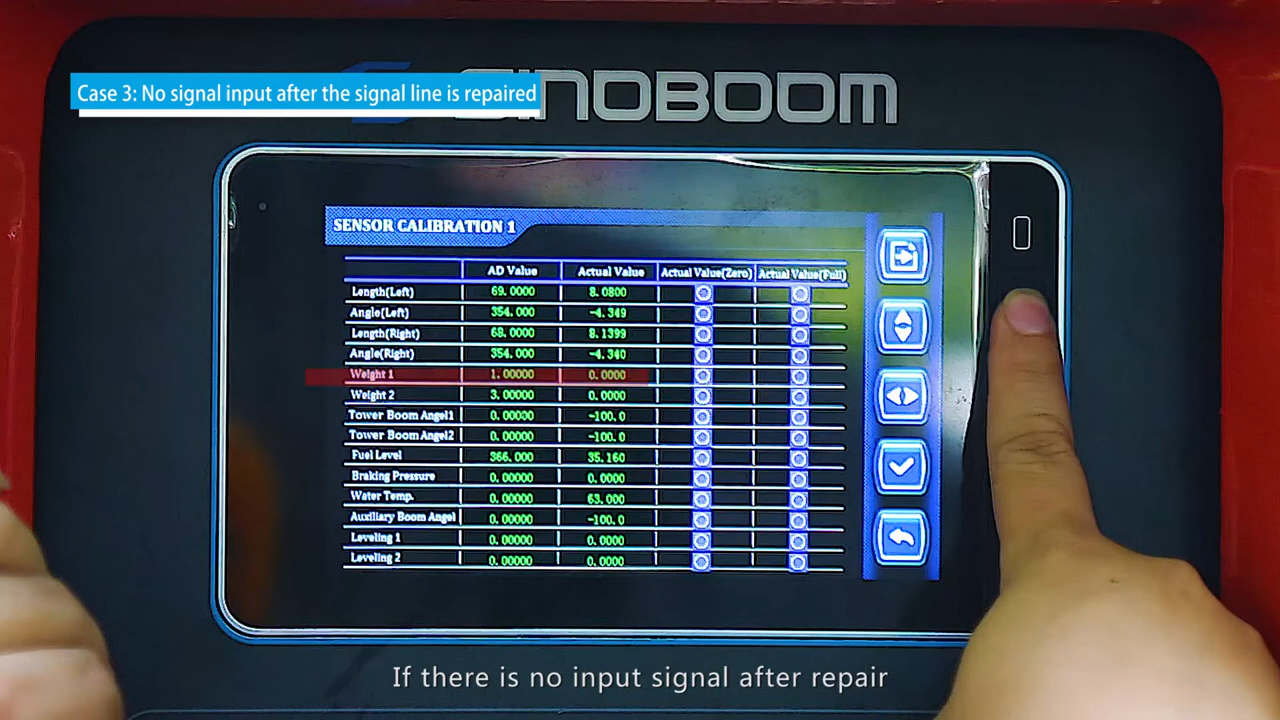 Case 3: No signal input after the signal line is repaired
SINOBOOM
SENSOR CALIBRATION 1
AD Value Actual Value Actual Value(Zero) Actual Value(Full)
Length(Left) 69.0000 8.0800
Angle(Left) 354.000 -4.349
Length(Right) 68.0000 8.1399
Angle(Right) 354.000 -4.340
Weight 1 1.00000 0.0000
Weight 2 3.00000 0.0000
Tower Boom Angel1 0.00000 -100.0
Tower Boom Angel2 0.00000 -100.0
Fuel Level 366.000 35.160
Braking Pressure 0.00000 0.0000
Water Temp. 0.00000 63.000
Auxiliary Boom Angel 0.00000 -100.0
Leveling 1 0.00000 0.0000
Leveling 2 0.00000 0.0000
If there is no input signal after repair